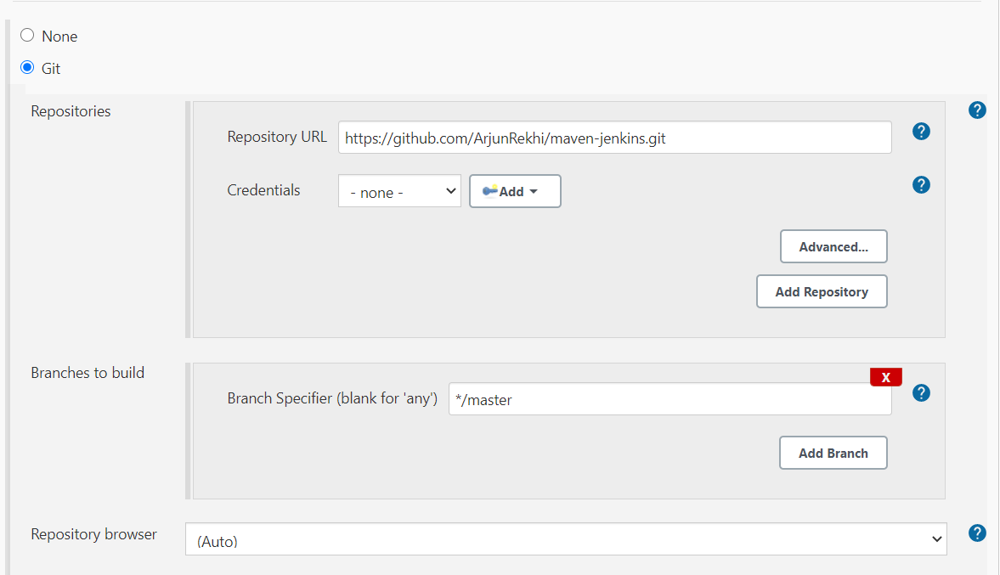 None
Git
Repositories
?
Repository URL https://github.com/ArjunRekhi/maven-jenkins.git ?
Credentials - none - Add ?
Advanced...
Add Repository
Branches to build
X
Branch Specifier (blank for 'any') */master ?
Add Branch
Repository browser (Auto) ?